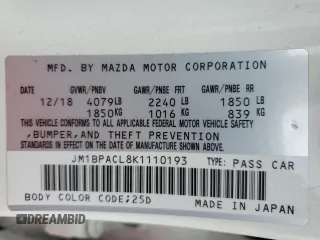 MFD. BY MAZDA MOTOR CORPORATION
GVWR/PNBV GAWR/PNBE FRT GAWR/PNBE RR
12/18 4079LB 2240LB 1850LB
1850KG 1016KG 839KG
THIS VEHICLE CONFORMS TO ALL APPLICABLE FEDERAL MOTOR VEHICLE SAFETY
,BUMPER,AND THEFT PREVENTION
STANDARDS IN EFFECT ON THE DATE OF MANUFACTURE SHOWN ABOVE.
JM1BPACL8K1110193 TYPE: PASS CAR
BODY COLOR CODE;25D MADE IN JAPAN
STAT.VIN